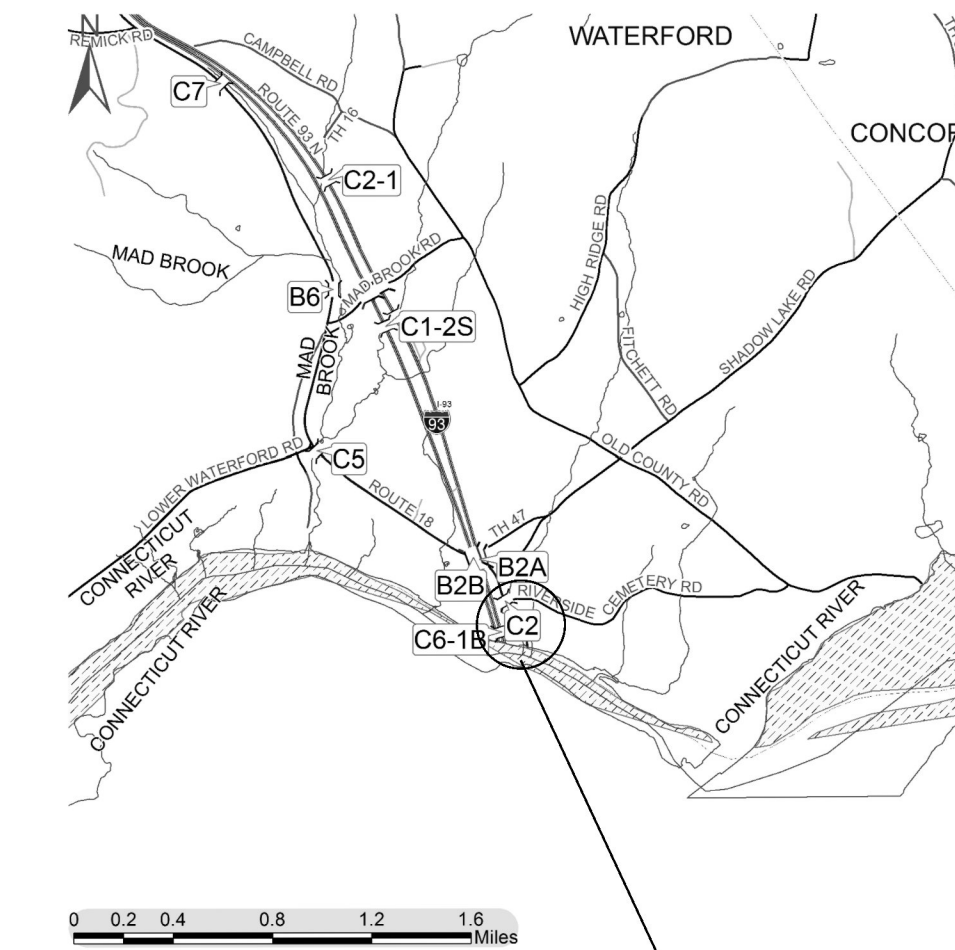 N
REMICK RD
CAMPBELL RD
WATERFORD
C7
ROUTE 93 N
TH 16
C2-1
MAD BROOK
MAD BROOK RD
HIGH RIDGE RD
B6
C1-2S
MAD
BROOK
FITCHETT RD
SHADOW LAKE RD
I-93
93
LOWER WATERFORD RD
C5
OLD COUNTY RD
ROUTE 18
TH 47
CONNECTICUT
RIVER
B2A
B2B
RIVERSIDE
CEMETERY RD
C2
C6-1B
CONNECTICUT RIVER
CONNECTICUT RIVER
0 0.2 0.4 0.8 1.2 1.6
Miles